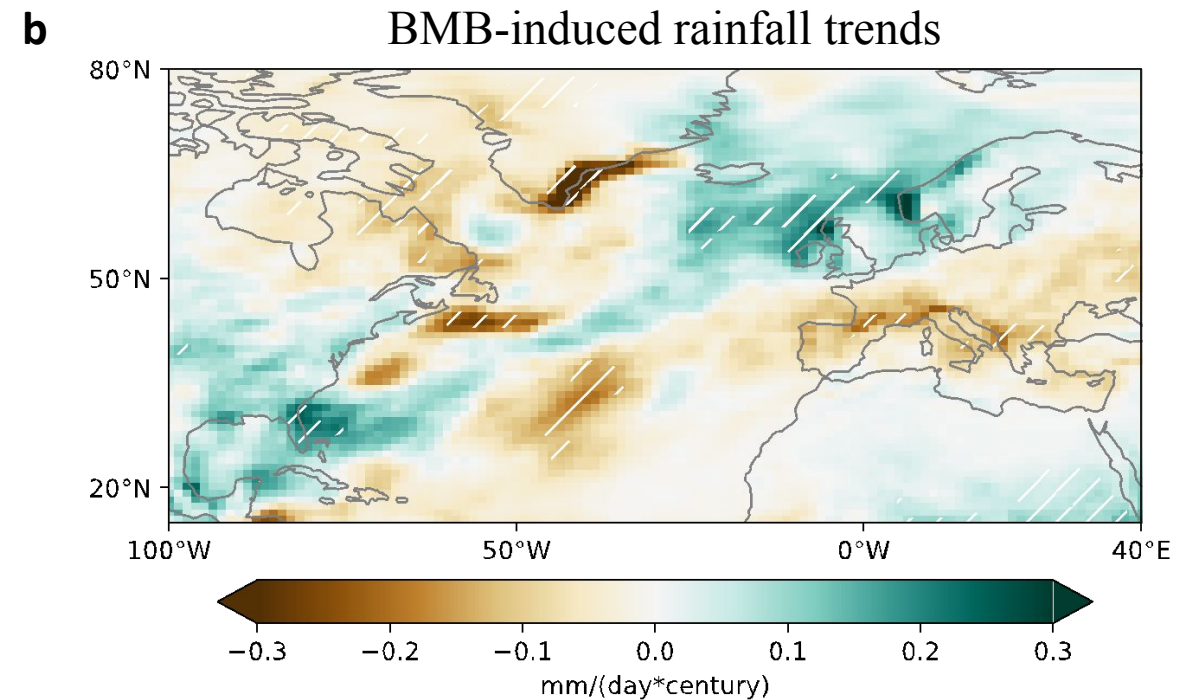 b
BMB-induced rainfall trends
80°N
50°N
20°N
100°W 50°W 0°W 40°E
−0.3 −0.2 −0.1 0.0 0.1 0.2 0.3
mm/(day*century)